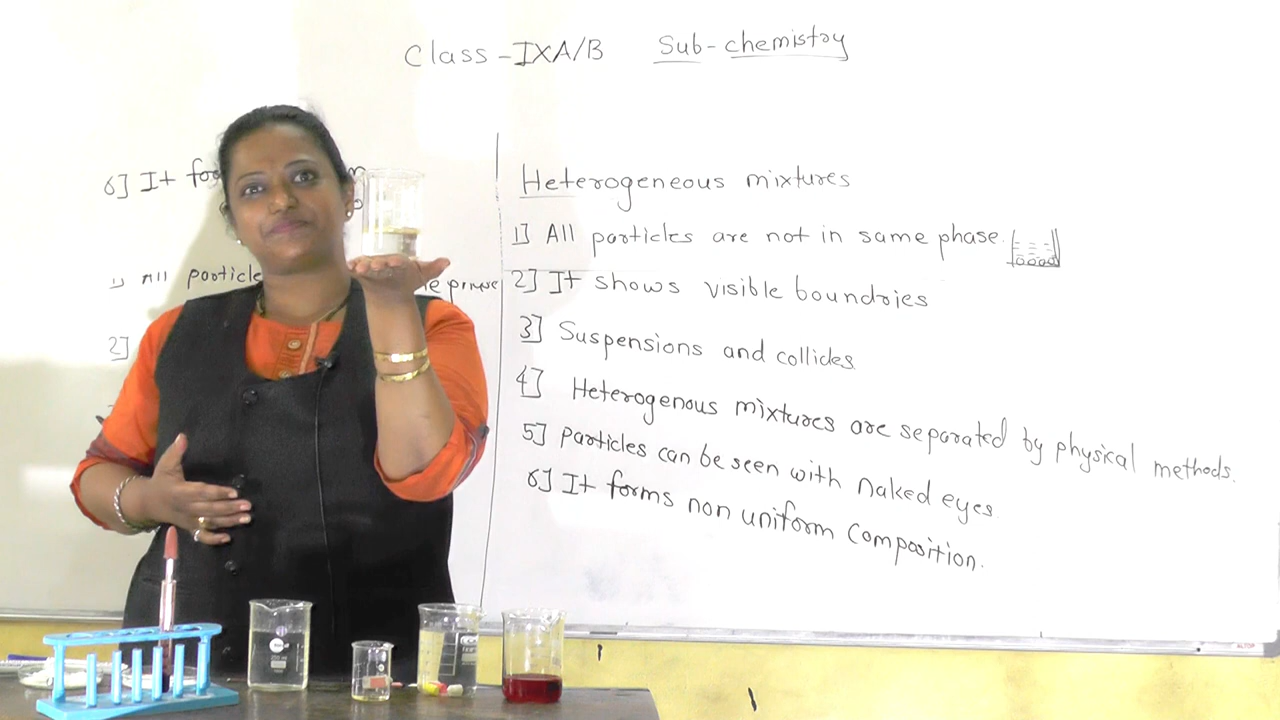 Class - IXA/B Sub-chemistry
6] It
1) All particle
2]
Heterogeneous mixtures
1] All particles are not in same phase.
2] It shows visible boundries
3] Suspensions and collides
4] Heterogenous mixtures are separated by physical methods.
5] Particles can be seen with naked eyes.
6] It forms non uniform composition.